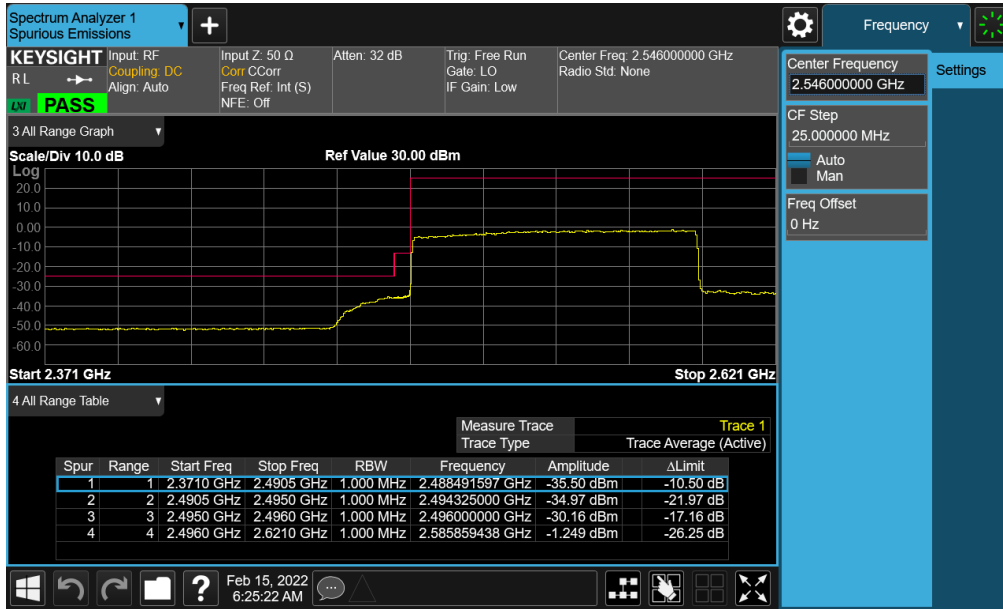 Spectrum Analyzer 1
Spurious Emissions
+
Frequency
KEYSIGHT
R L
LXI
PASS
Input: RF
Coupling: DC
Align: Auto
Input Z: 50 Ω
Corr CCorr
Freq Ref: Int (S)
NFE: Off
Atten: 32 dB
Trig: Free Run
Gate: LO
IF Gain: Low
Center Freq: 2.546000000 GHz
Radio Std: None
Center Frequency
2.546000000 GHz
Settings
CF Step
25.000000 MHz
Auto
Man
Freq Offset
0 Hz
3 All Range Graph
Scale/Div 10.0 dB
Ref Value 30.00 dBm
Log
20.0
10.0
0.00
-10.0
-20.0
-30.0
-40.0
-50.0
-60.0
Start 2.371 GHz
Stop 2.621 GHz
4 All Range Table
Measure Trace Trace 1
Trace Type Trace Average (Active)
Spur Range Start Freq Stop Freq RBW Frequency Amplitude ΔLimit
1 1 2.3710 GHz 2.4905 GHz 1.000 MHz 2.488491597 GHz -35.50 dBm -10.50 dB
2 2 2.4905 GHz 2.4950 GHz 1.000 MHz 2.494325000 GHz -34.97 dBm -21.97 dB
3 3 2.4950 GHz 2.4960 GHz 1.000 MHz 2.496000000 GHz -30.16 dBm -17.16 dB
4 4 2.4960 GHz 2.6210 GHz 1.000 MHz 2.585859438 GHz -1.249 dBm -26.25 dB
?
Feb 15, 2022
6:25:22 AM